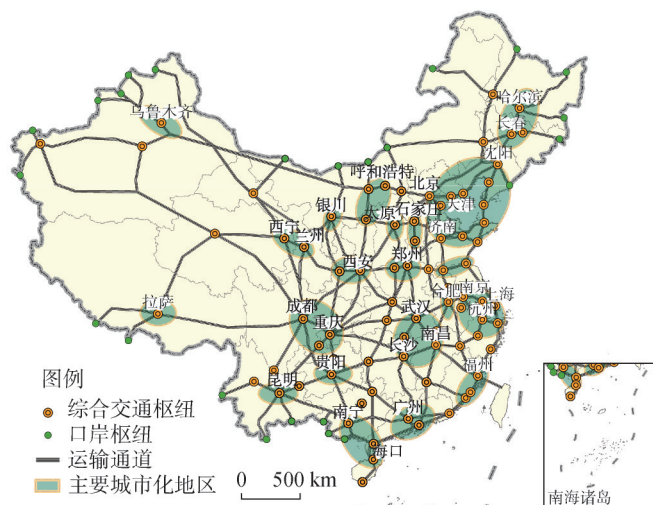 哈尔滨
长春
乌鲁木齐
沈阳
呼和浩特
北京
天津
银川
太原
石家庄
济南
西宁
兰州
西安
郑州
拉萨
成都
重庆
武汉
合肥
南京
上海
杭州
长沙
南昌
贵阳
昆明
福州
南宁
广州
海口
图例
综合交通枢纽
口岸枢纽
运输通道
主要城市化地区
0 500 km
南海诸岛